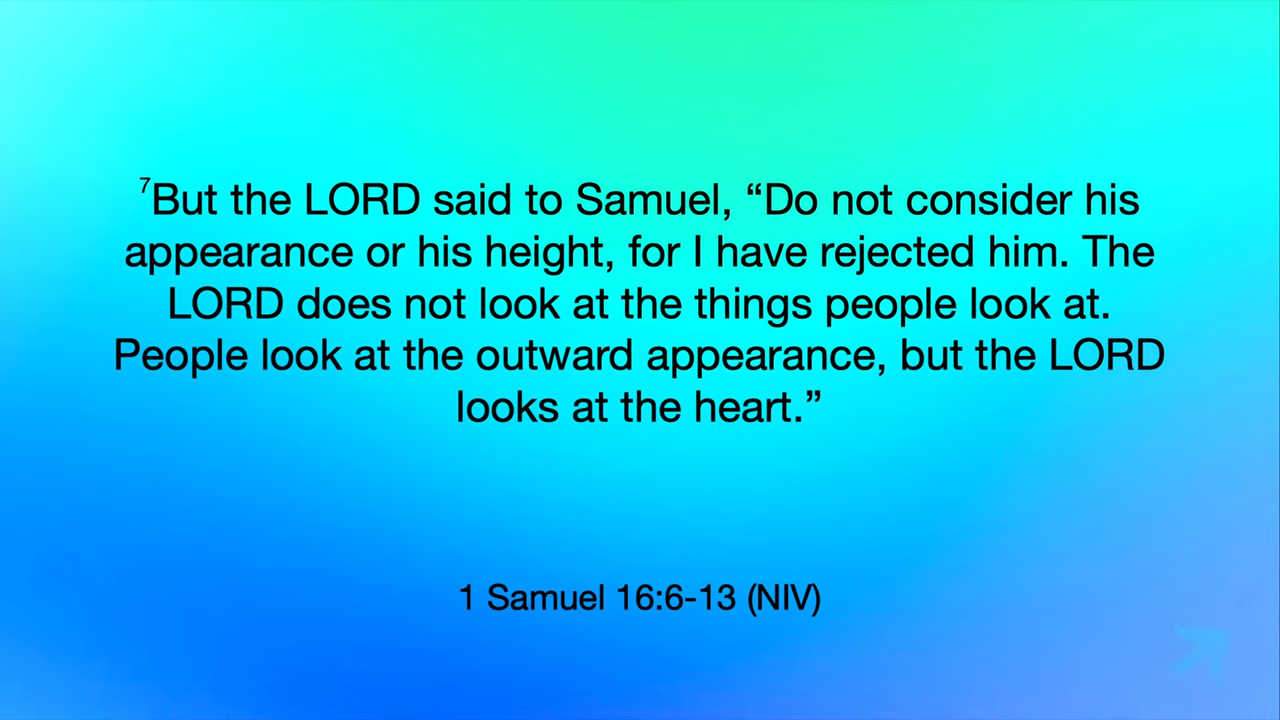 ⁷But the LORD said to Samuel, “Do not consider his
appearance or his height, for I have rejected him. The
LORD does not look at the things people look at.
People look at the outward appearance, but the LORD
looks at the heart.”
1 Samuel 16:6-13 (NIV)